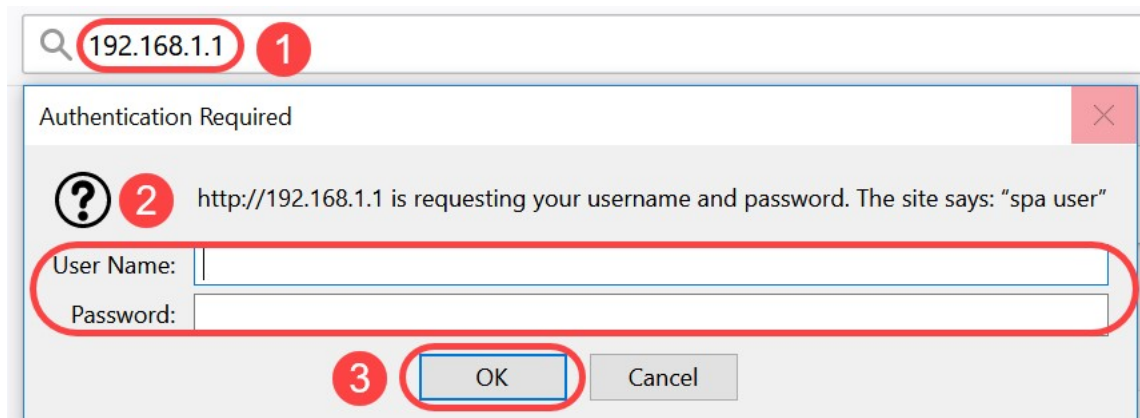 192.168.1.1 1
Authentication Required
? 2 http://192.168.1.1 is requesting your username and password. The site says: “spa user”
User Name:
Password:
3 OK Cancel